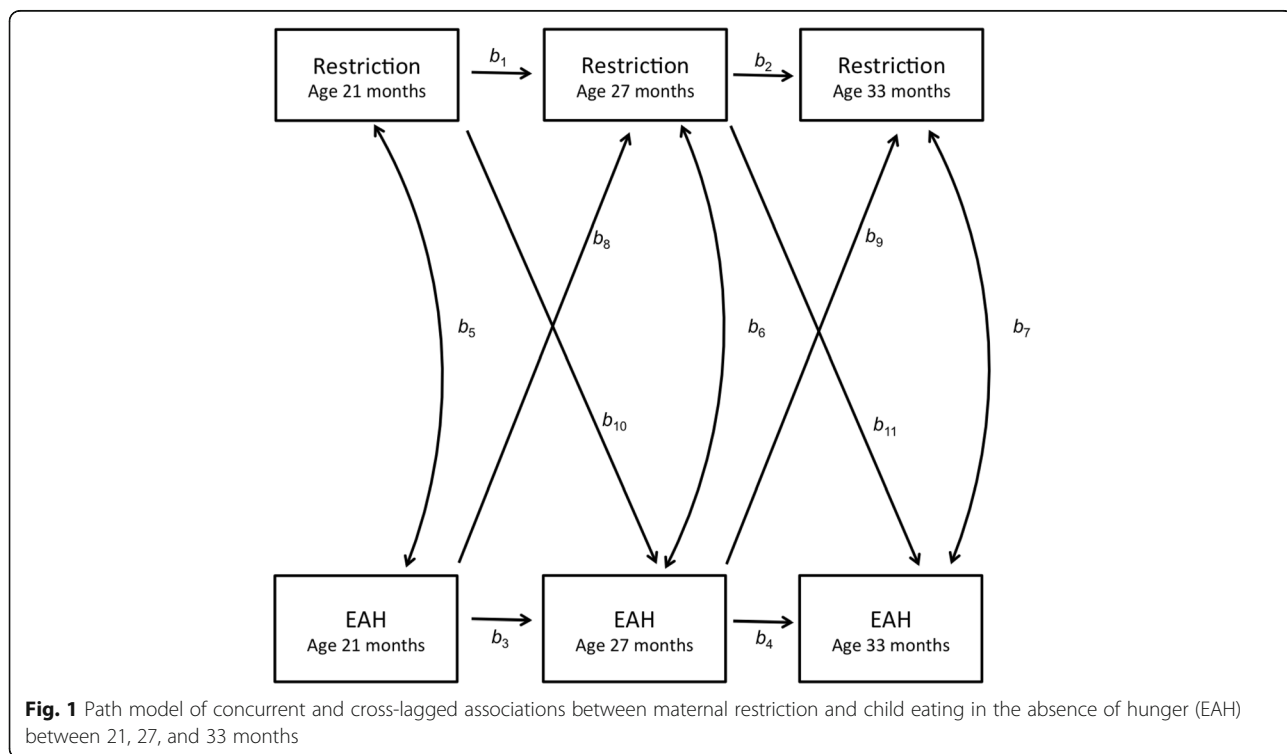 Restriction
Age 21 months
b1
Restriction
Age 27 months
b2
Restriction
Age 33 months
b8
b9
b5
b6
b7
b10
b11
EAH
Age 21 months
b3
EAH
Age 27 months
b4
EAH
Age 33 months
Fig. 1 Path model of concurrent and cross-lagged associations between maternal restriction and child eating in the absence of hunger (EAH)
between 21, 27, and 33 months